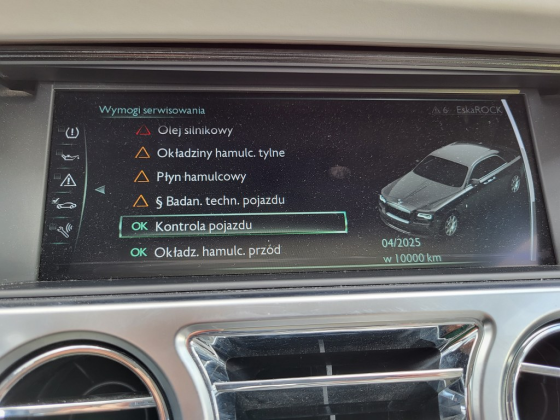 Wymogi serwisowania
EskaROCK
Olej silnikowy
Okładziny hamulc. tylne
Płyn hamulcowy
§ Badan. techn. pojazdu
OK Kontrola pojazdu
OK Okładz. hamulc. przód
04/2025
w 10000 km